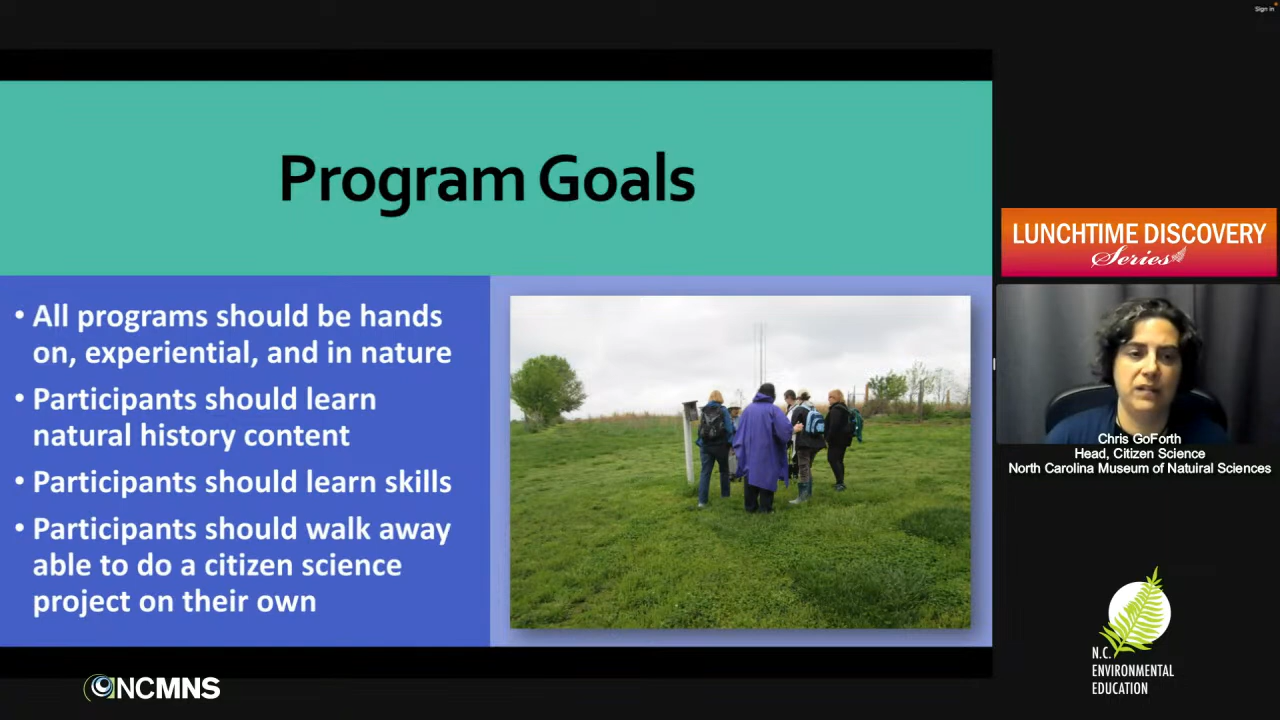 Sign in
Program Goals
• All programs should be hands
on, experiential, and in nature
• Participants should learn
natural history content
• Participants should learn skills
• Participants should walk away
able to do a citizen science
project on their own
LUNCHTIME DISCOVERY
Series
Chris GoForth
Head, Citizen Science
North Carolina Museum of Natuiral Sciences
NCMNS
N.C.
ENVIRONMENTAL
EDUCATION